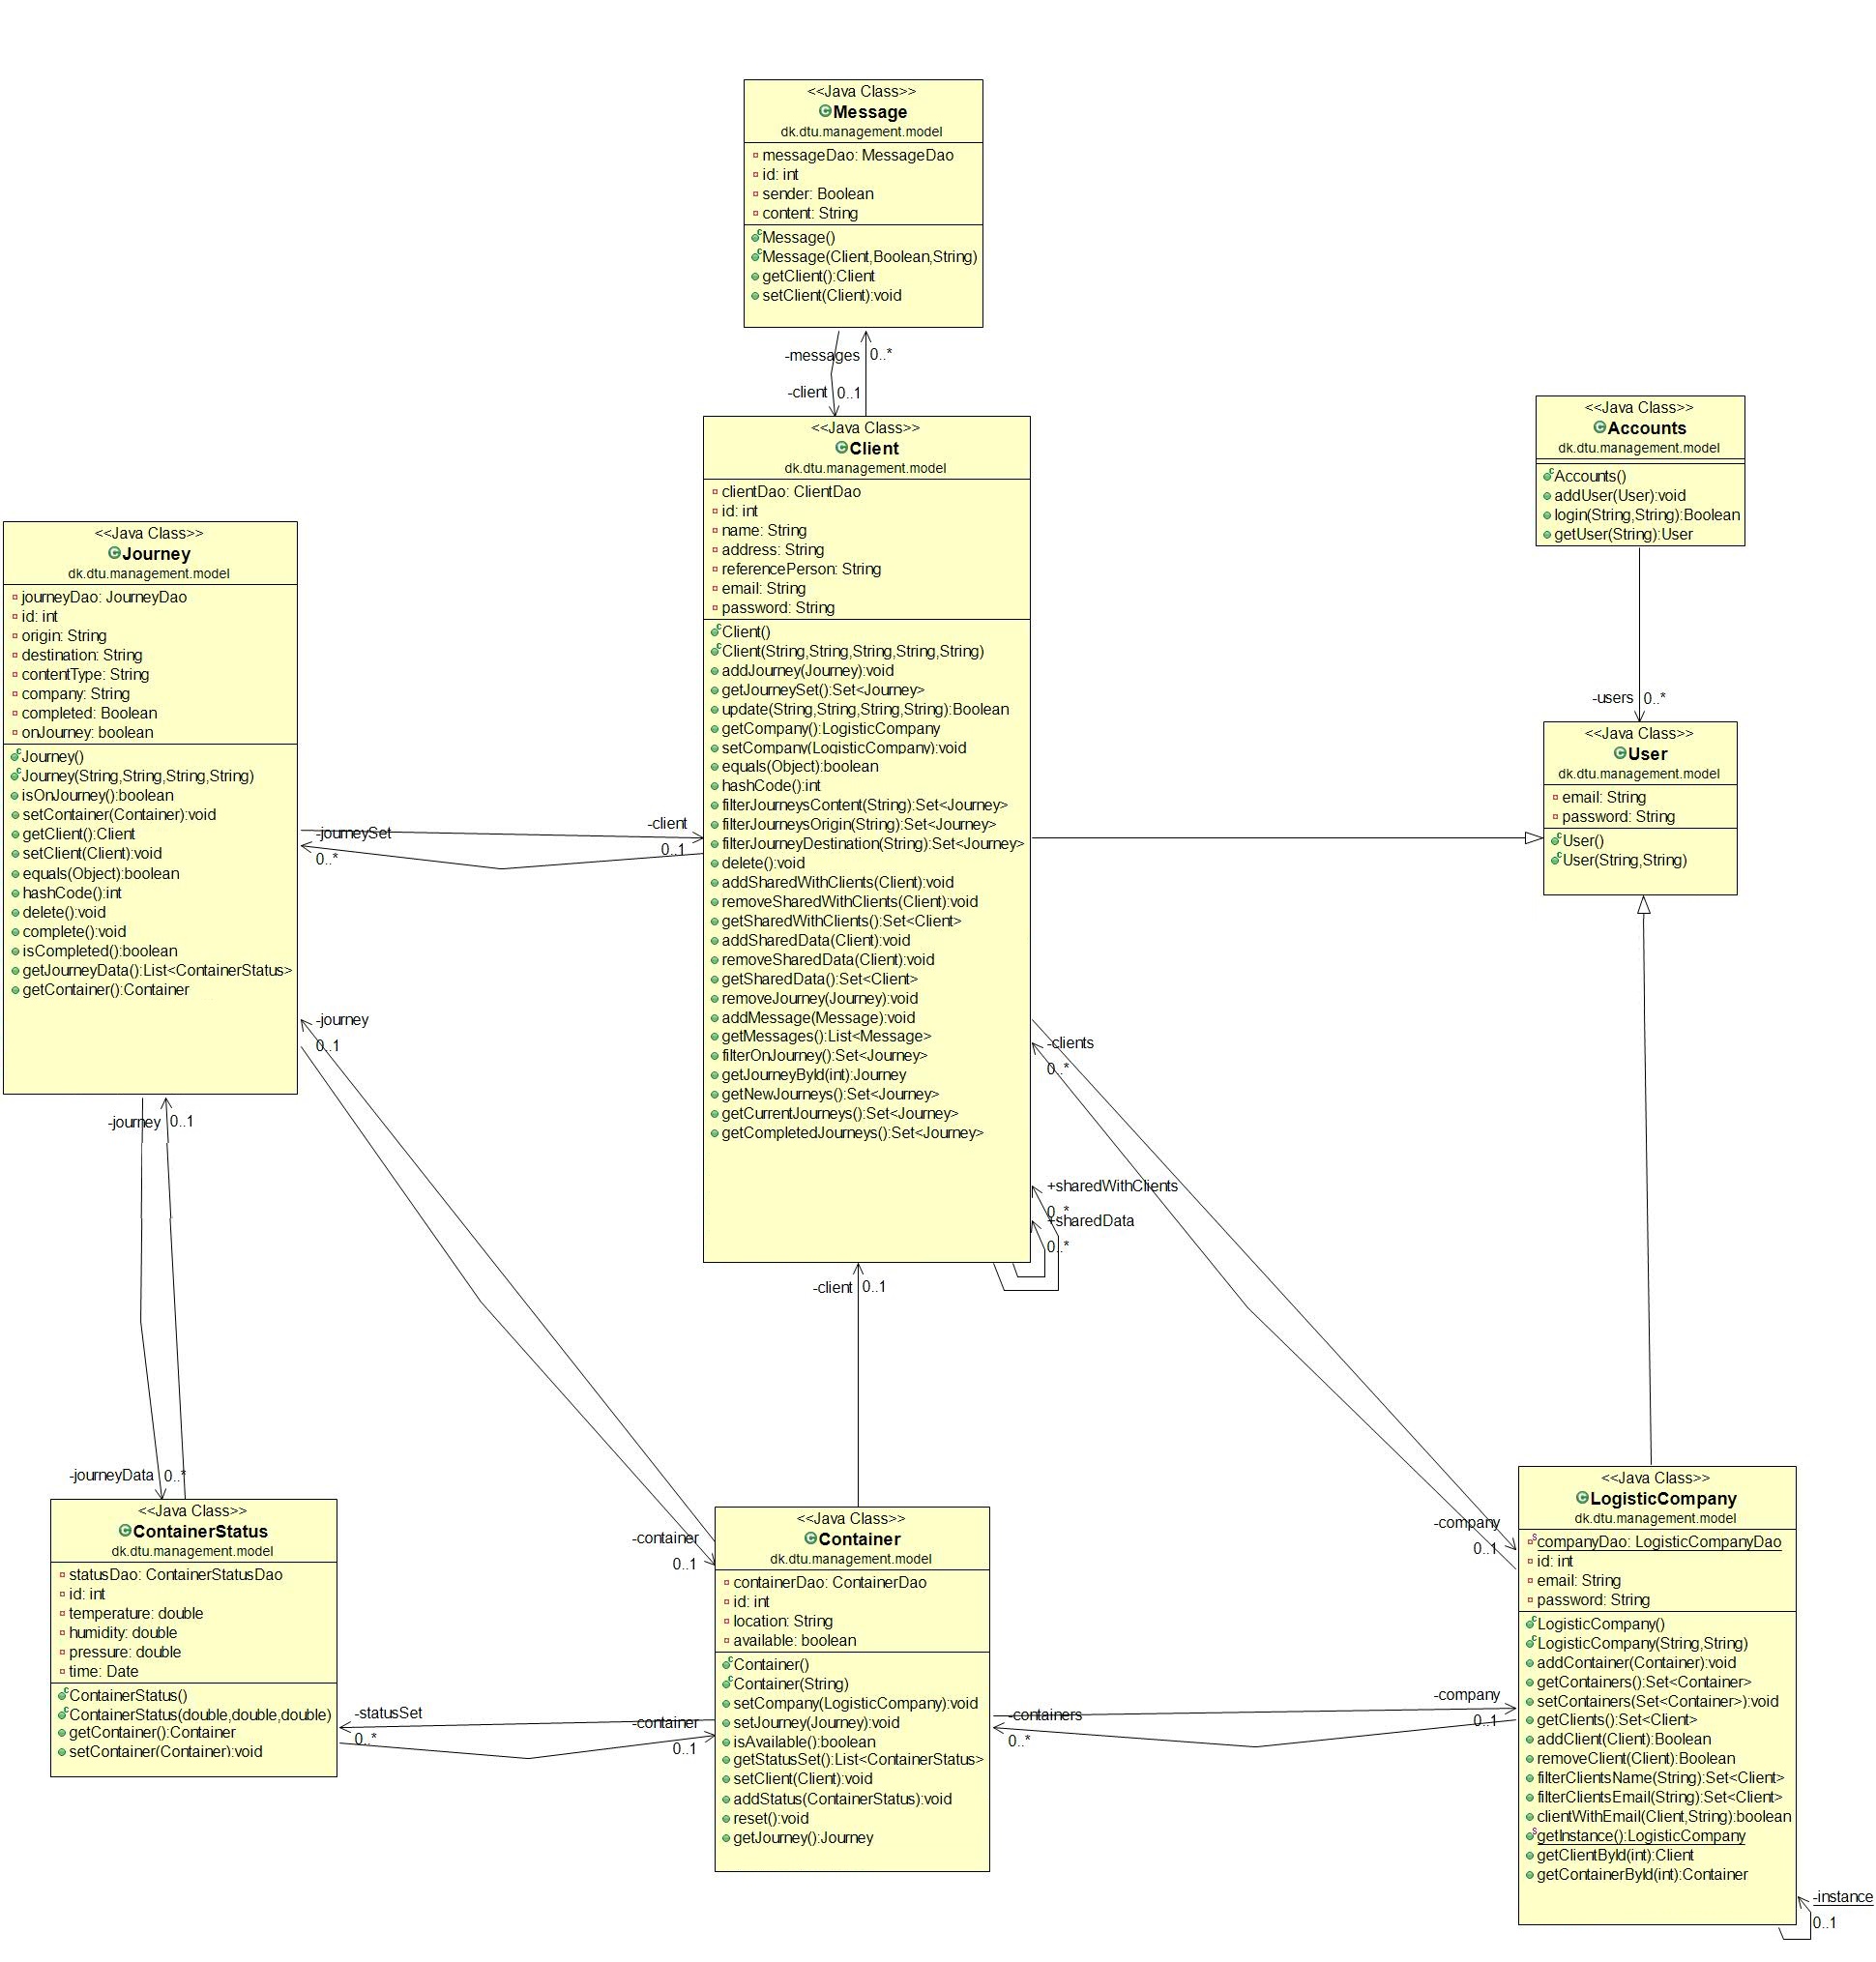 <<Java Class>>
Message
dk.dtu.management.model
messageDao: MessageDao
id: int
sender: Boolean
content: String
Message()
Message(Client,Boolean,String)
getClient():Client
setClient(Client):void
-messages 0..*
-client 0..1
<<Java Class>>
Client
dk.dtu.management.model
clientDao: ClientDao
id: int
name: String
address: String
referencePerson: String
email: String
password: String
Client()
Client(String,String,String,String,String)
addJourney(Journey):void
getJourneySet():Set<Journey>
update(String,String,String,String):Boolean
getCompany():LogisticCompany
setCompany(LogisticCompany):void
equals(Object):boolean
hashCode():int
filterJourneysContent(String):Set<Journey>
filterJourneysOrigin(String):Set<Journey>
filterJourneyDestination(String):Set<Journey>
delete():void
addSharedWithClients(Client):void
removeSharedWithClients(Client):void
getSharedWithClients():Set<Client>
addSharedData(Client):void
removeSharedData(Client):void
getSharedData():Set<Client>
removeJourney(Journey):void
addMessage(Message):void
getMessages():List<Message>
filterOnJourney():Set<Journey>
getJourneyById(int):Journey
getNewJourneys():Set<Journey>
getCurrentJourneys():Set<Journey>
getCompletedJourneys():Set<Journey>
<<Java Class>>
Accounts
dk.dtu.management.model
Accounts()
addUser(User):void
login(String,String):Boolean
getUser(String):User
-users 0..*
<<Java Class>>
User
dk.dtu.management.model
email: String
password: String
User()
User(String,String)
<<Java Class>>
Journey
dk.dtu.management.model
journeyDao: JourneyDao
id: int
origin: String
destination: String
contentType: String
company: String
completed: Boolean
onJourney: boolean
Journey()
Journey(String,String,String,String)
isOnJourney():boolean
setContainer(Container):void
getClient():Client
setClient(Client):void
equals(Object):boolean
hashCode():int
delete():void
complete():void
isCompleted():boolean
getJourneyData():List<ContainerStatus>
getContainer():Container
-journeySet
0..*
-client
0..1
-journey
0..1
-clients
0..*
-journey 0..1
+sharedWithClients
0..*
+sharedData
0..*
-client 0..1
-journeyData 0..*
<<Java Class>>
ContainerStatus
dk.dtu.management.model
statusDao: ContainerStatusDao
id: int
temperature: double
humidity: double
pressure: double
time: Date
ContainerStatus()
ContainerStatus(double,double,double)
getContainer():Container
setContainer(Container):void
-container
0..1
-statusSet
0..*
-container
0..1
<<Java Class>>
Container
dk.dtu.management.model
containerDao: ContainerDao
id: int
location: String
available: boolean
Container()
Container(String)
setCompany(LogisticCompany):void
setJourney(Journey):void
isAvailable():boolean
getStatusSet():List<ContainerStatus>
setClient(Client):void
addStatus(ContainerStatus):void
reset():void
getJourney():Journey
-containers
0..*
-company
0..1
-company
0..1
<<Java Class>>
LogisticCompany
dk.dtu.management.model
companyDao: LogisticCompanyDao
id: int
email: String
password: String
LogisticCompany()
LogisticCompany(String,String)
addContainer(Container):void
getContainers():Set<Container>
setContainers(Set<Container>):void
getClients():Set<Client>
addClient(Client):Boolean
removeClient(Client):Boolean
filterClientsName(String):Set<Client>
filterClientsEmail(String):Set<Client>
clientWithEmail(Client,String):boolean
getInstance():LogisticCompany
getClientById(int):Client
getContainerById(int):Container
-instance
0..1